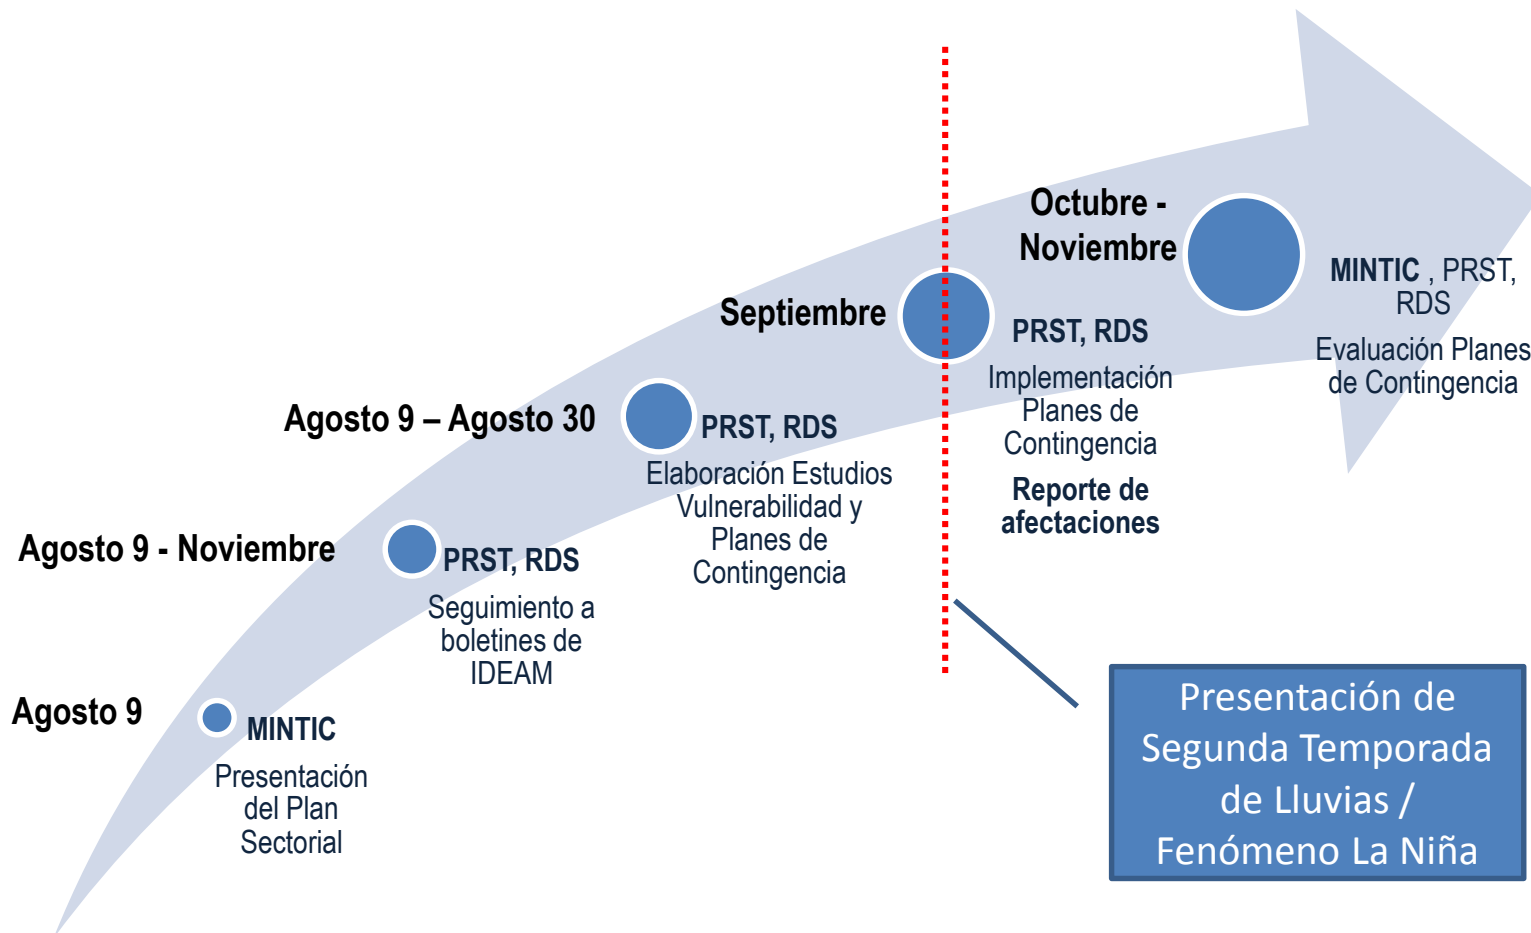 Agosto 9
MINTIC
Presentación
del Plan
Sectorial
Agosto 9 - Noviembre
PRST, RDS
Seguimiento a
boletines de
IDEAM
Agosto 9 – Agosto 30
PRST, RDS
Elaboración Estudios
Vulnerabilidad y
Planes de
Contingencia
Septiembre
PRST, RDS
Implementación
Planes de
Contingencia
Reporte de
afectaciones
Octubre -
Noviembre
MINTIC , PRST,
RDS
Evaluación Planes
de Contingencia
Presentación de
Segunda Temporada
de Lluvias /
Fenómeno La Niña